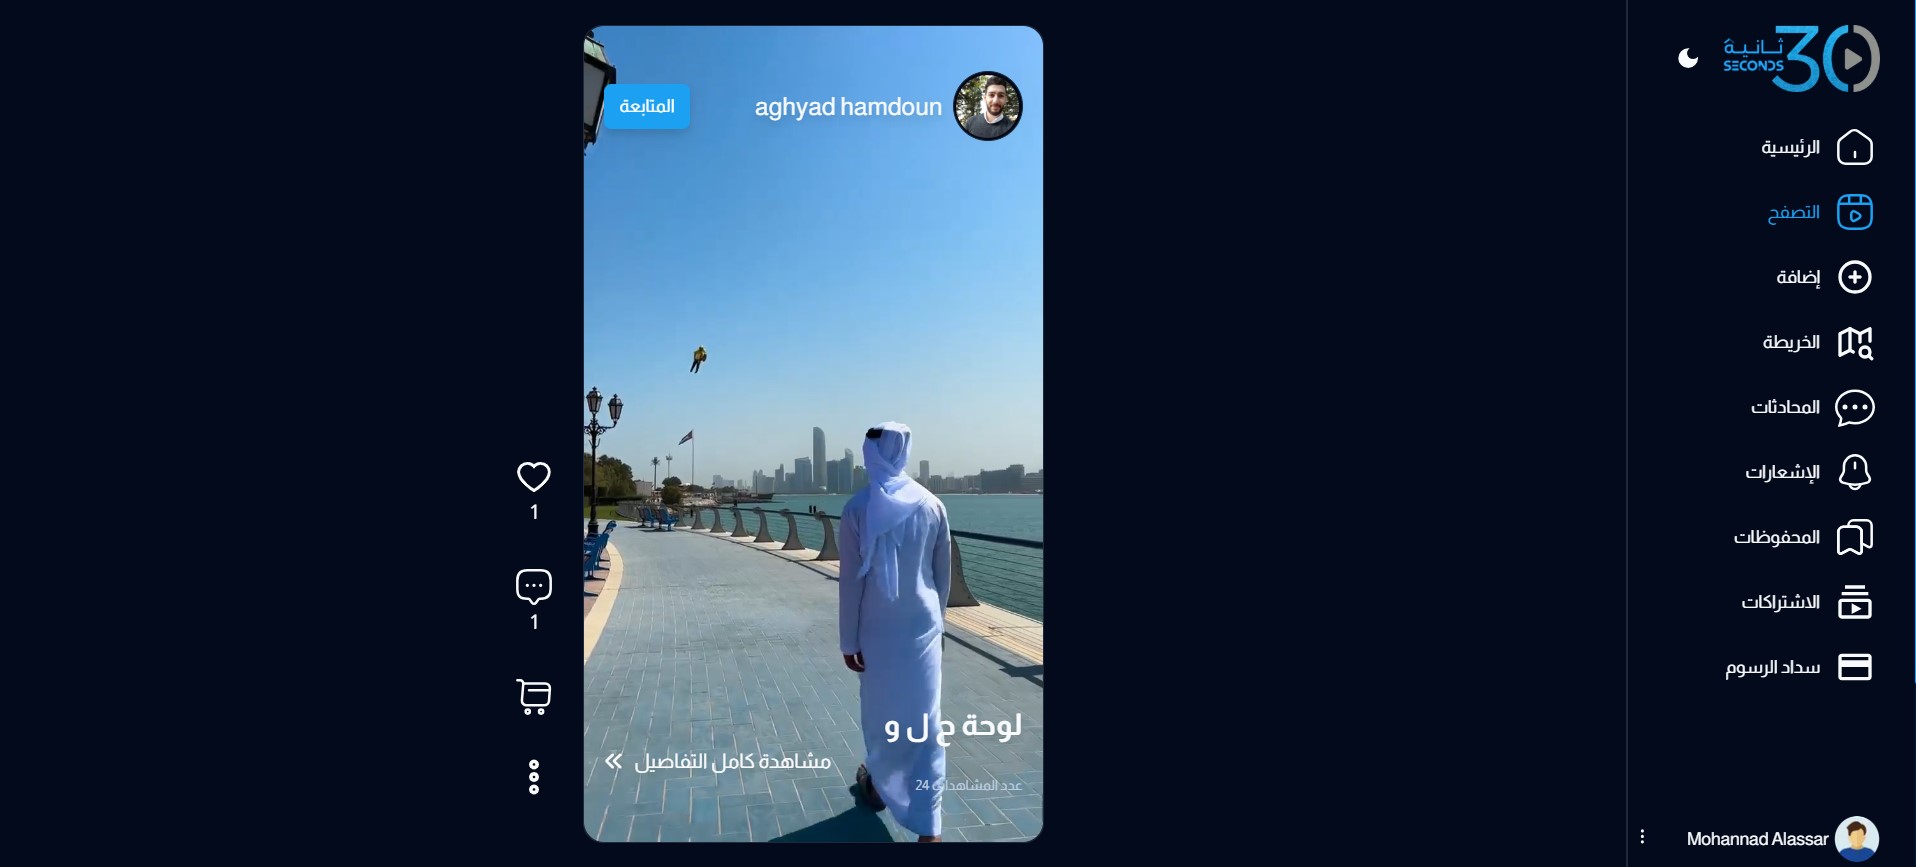 30
ثانية
SECONDS
الرئيسية
التصفح
إضافة
الخريطة
المحادثات
الإشعارات
المحفوظات
الاشتراكات
سداد الرسوم
Mohannad Alassar
aghyad hamdoun
المتابعة
لوحة ح ل و
مشاهدة كامل التفاصيل
عدد المشاهدات 24
1
1